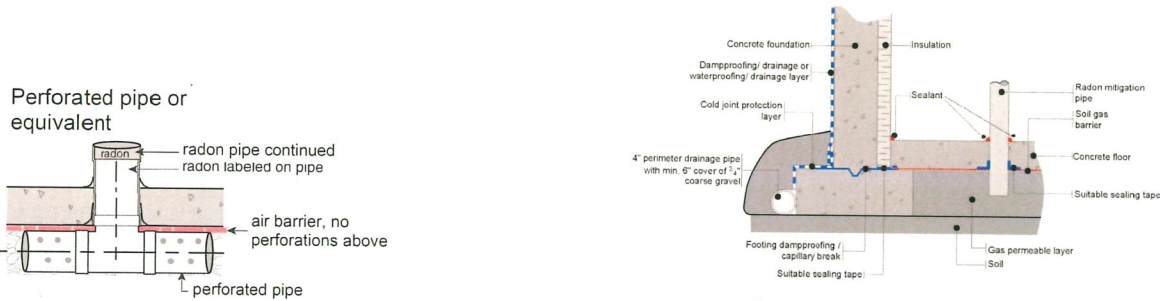 Perforated pipe or
equivalent
radon
radon pipe continued
radon labeled on pipe
air barrier, no
perforations above
perforated pipe
Concrete foundation
Insulation
Dampproofing/ drainage or
waterproofing/ drainage layer
Sealant
Radon mitigation
pipe
Cold joint protection
layer
Soil gas
barrier
4" perimeter drainage pipe
with min. 6" cover of 3/4"
coarse gravel
Concrete floor
Suitable sealing tape
Footing dampproofing /
capillary break
Gas permeable layer
Soil
Suitable sealing tape